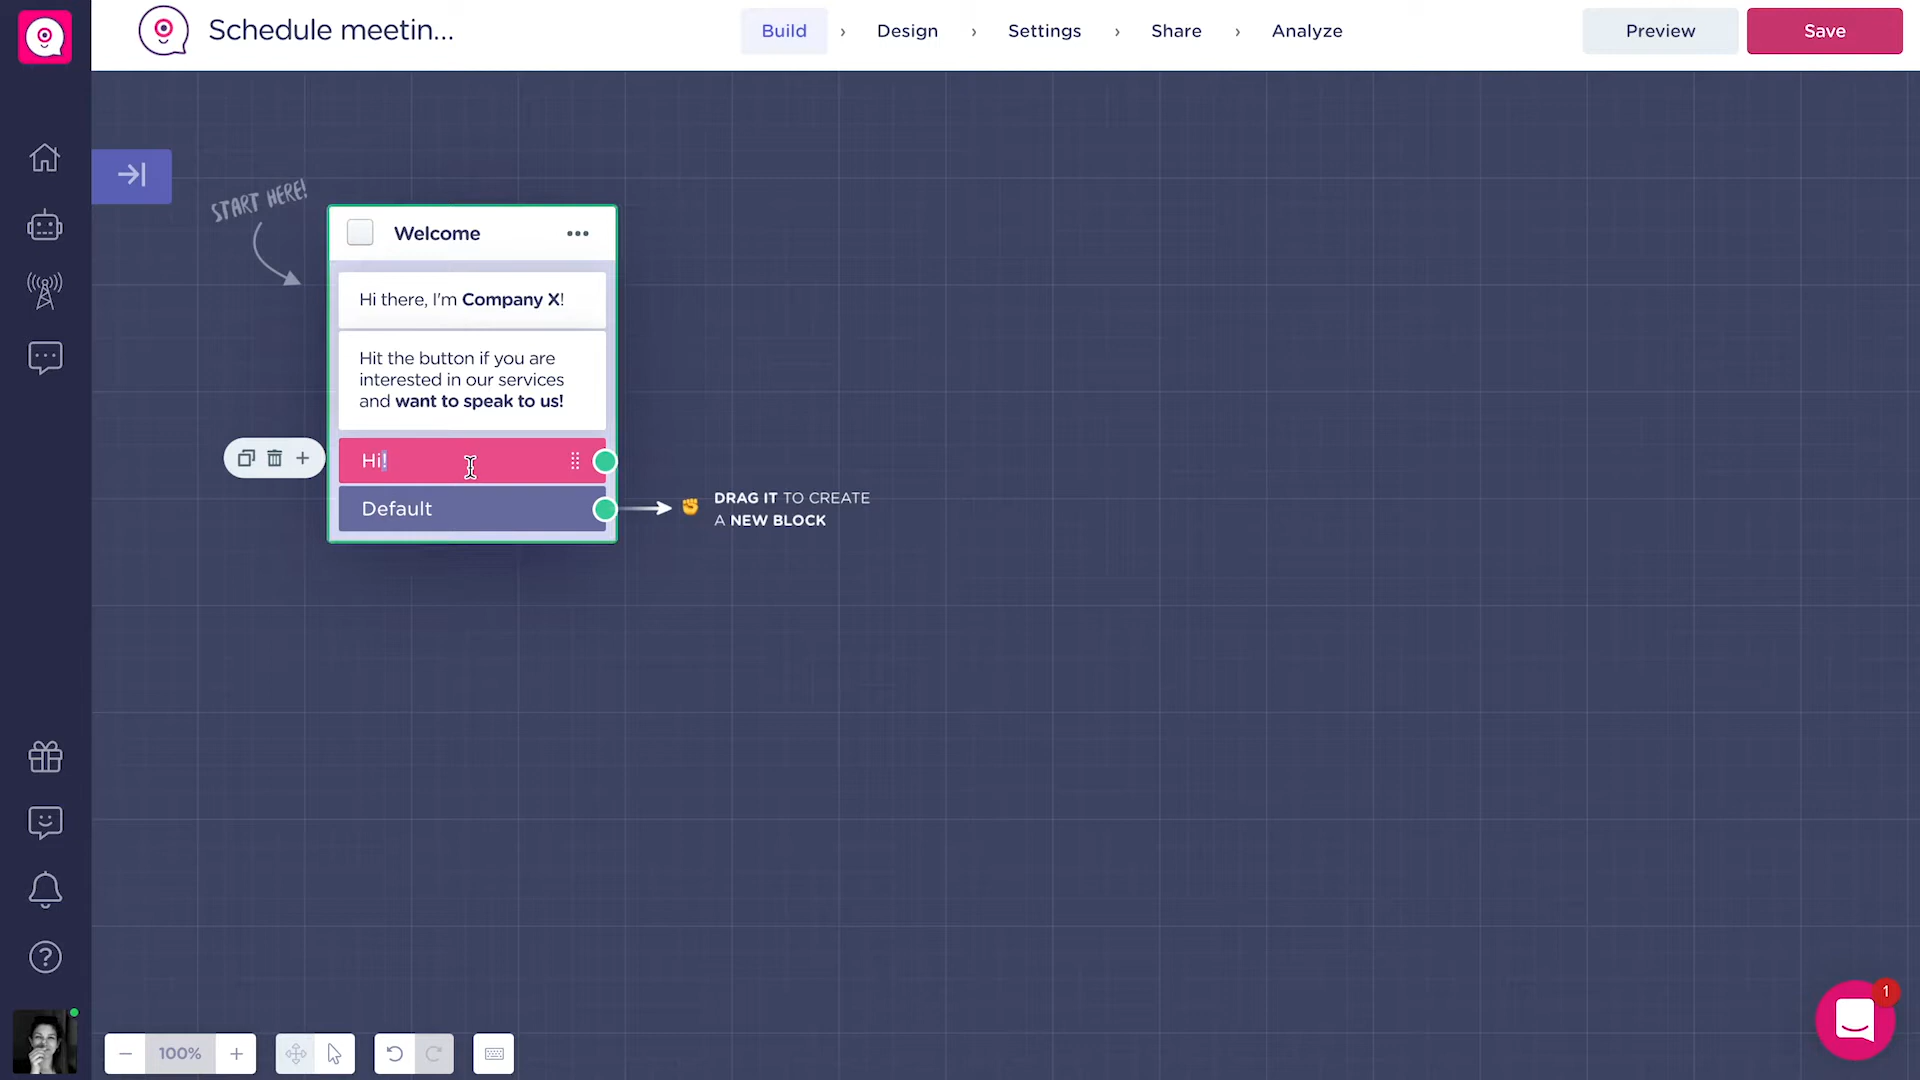 Schedule meetin...
Build
Design
Settings
Share
Analyze
Preview
Save
START HERE!
Welcome
Hi there, I'm Company X!
Hit the button if you are
interested in our services
and want to speak to us!
Hi!
Default
DRAG IT TO CREATE
A NEW BLOCK
100%
1